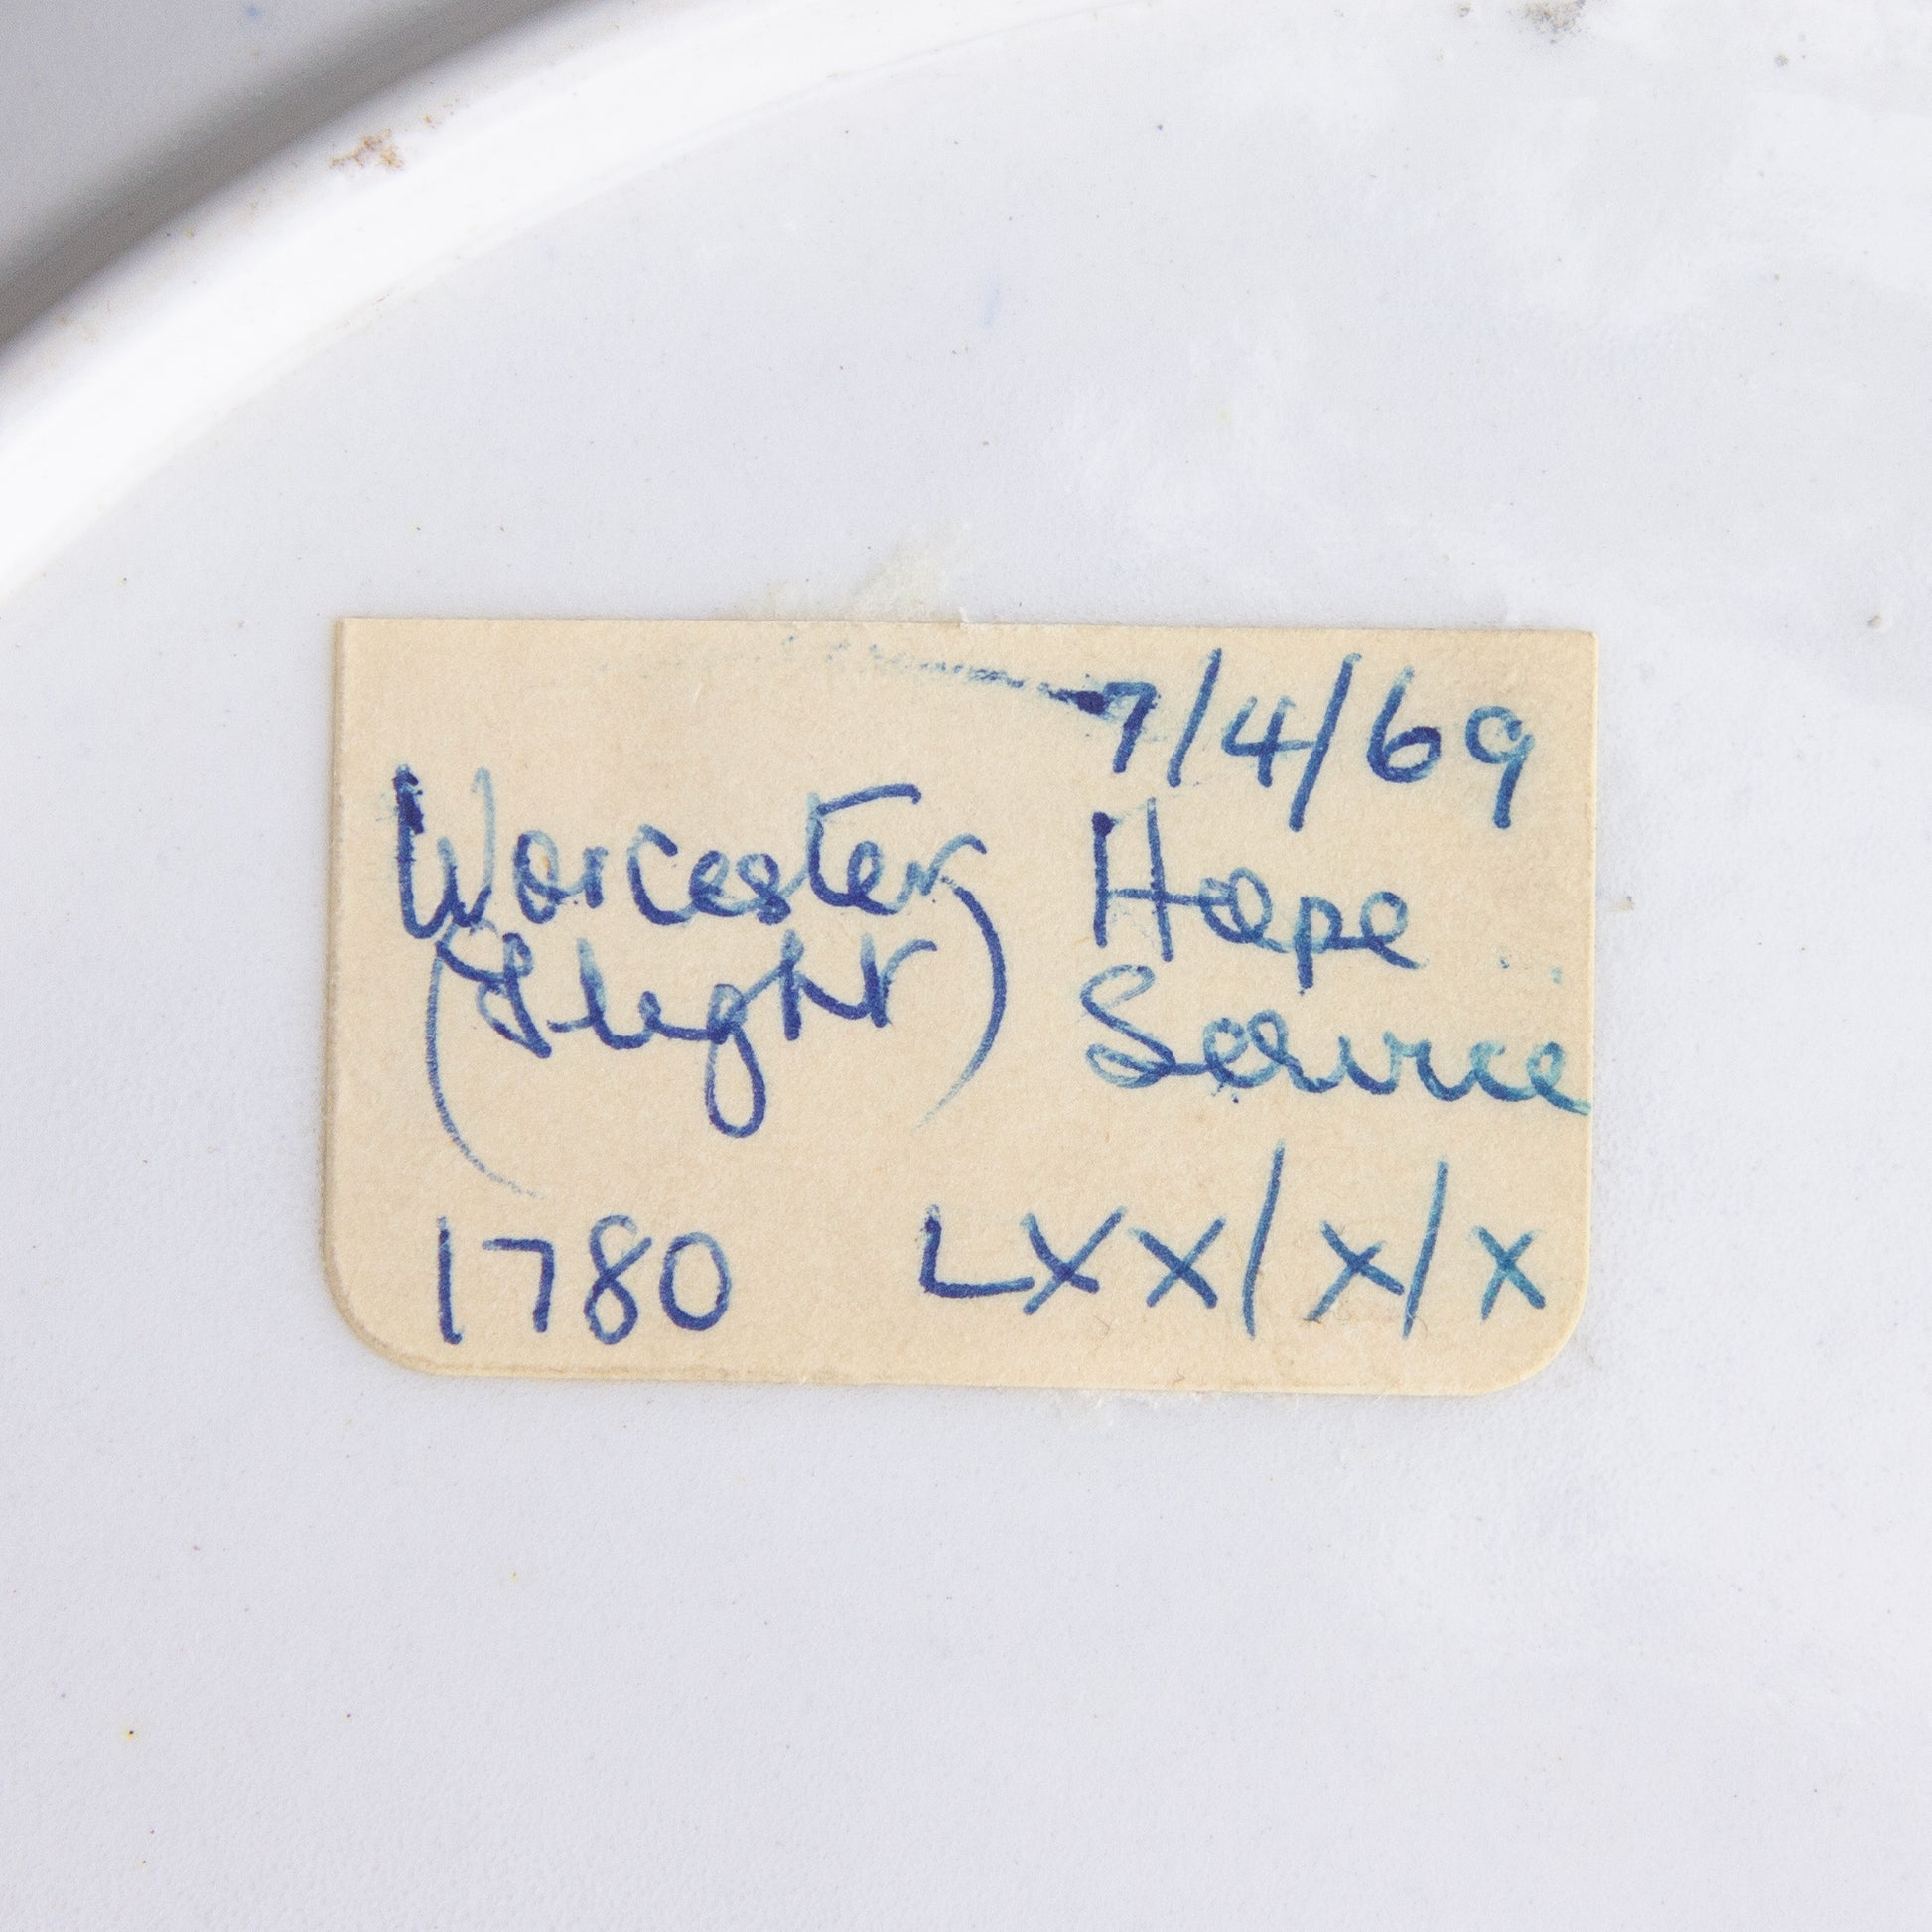 7/4/69
Worcester
(Flight)
Hope
Service
1780 LXX/X/X